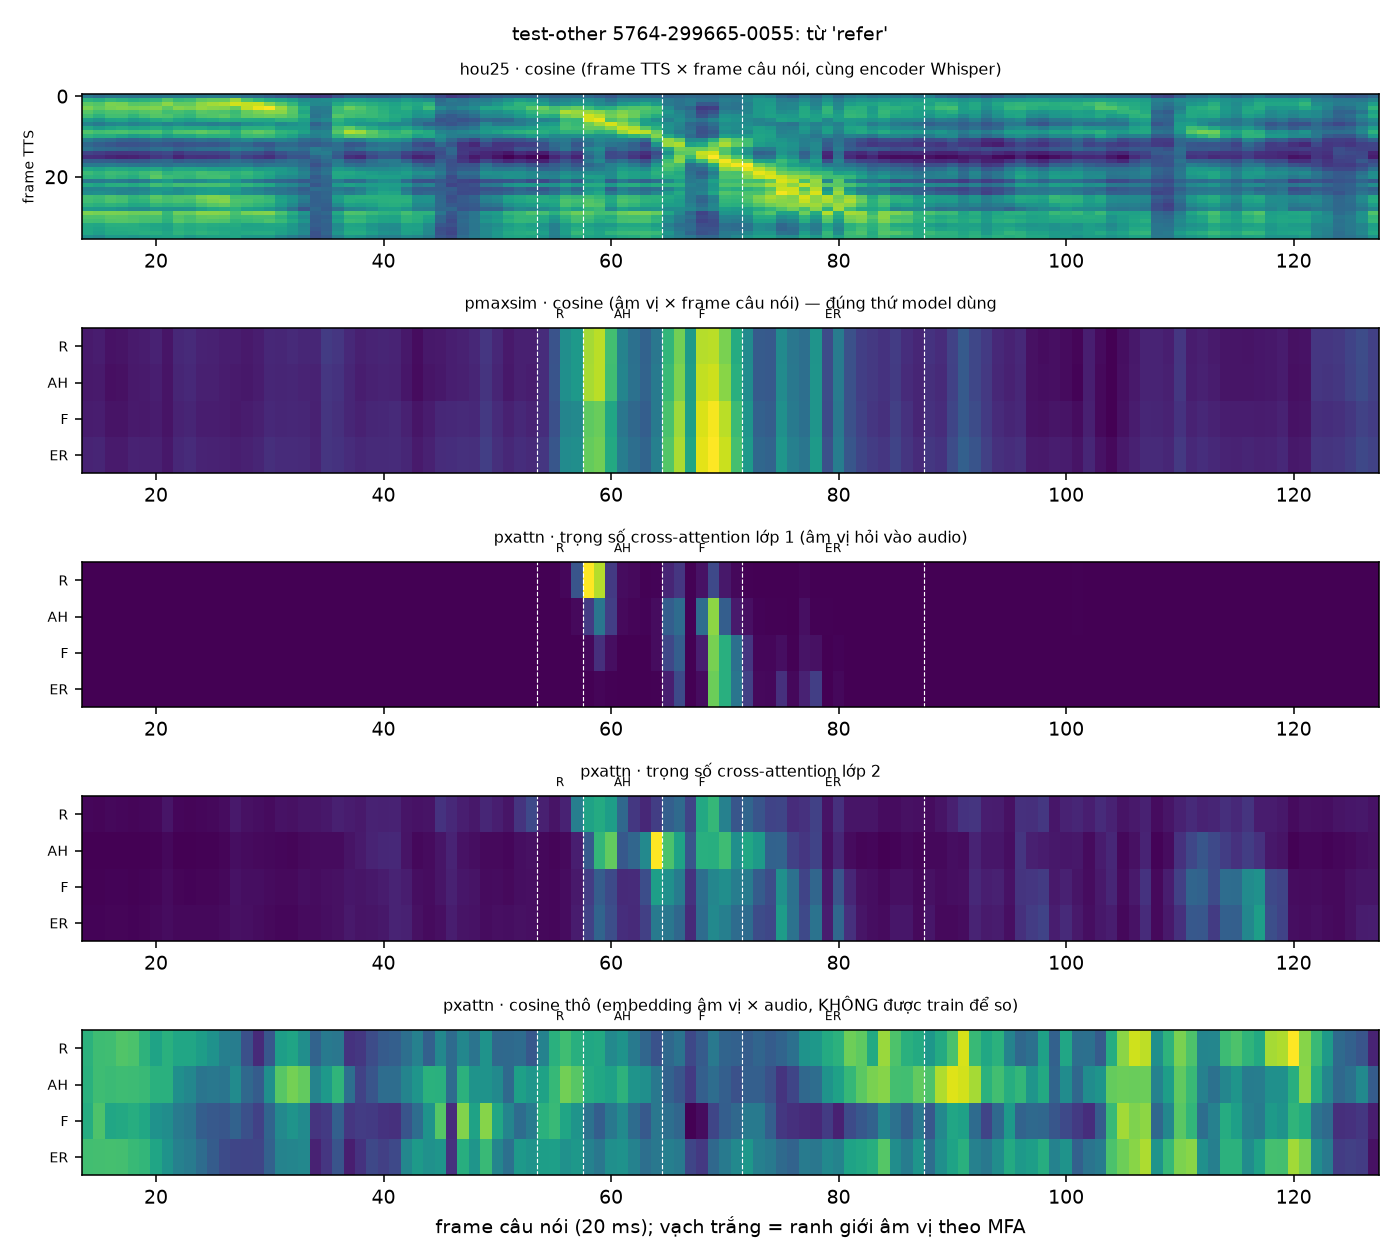 test-other 5764-299665-0055: từ 'refer'
hou25 · cosine (frame TTS × frame câu nói, cùng encoder Whisper)
frame TTS
0
20
20 40 60 80 100 120
pmaxsim · cosine (âm vị × frame câu nói) — đúng thứ model dùng
R AH F ER
R
AH
F
ER
20 40 60 80 100 120
pxattn · trọng số cross-attention lớp 1 (âm vị hỏi vào audio)
R AH F ER
R
AH
F
ER
20 40 60 80 100 120
pxattn · trọng số cross-attention lớp 2
R AH F ER
R
AH
F
ER
20 40 60 80 100 120
pxattn · cosine thô (embedding âm vị × audio, KHÔNG được train để so)
R AH F ER
R
AH
F
ER
20 40 60 80 100 120
frame câu nói (20 ms); vạch trắng = ranh giới âm vị theo MFA